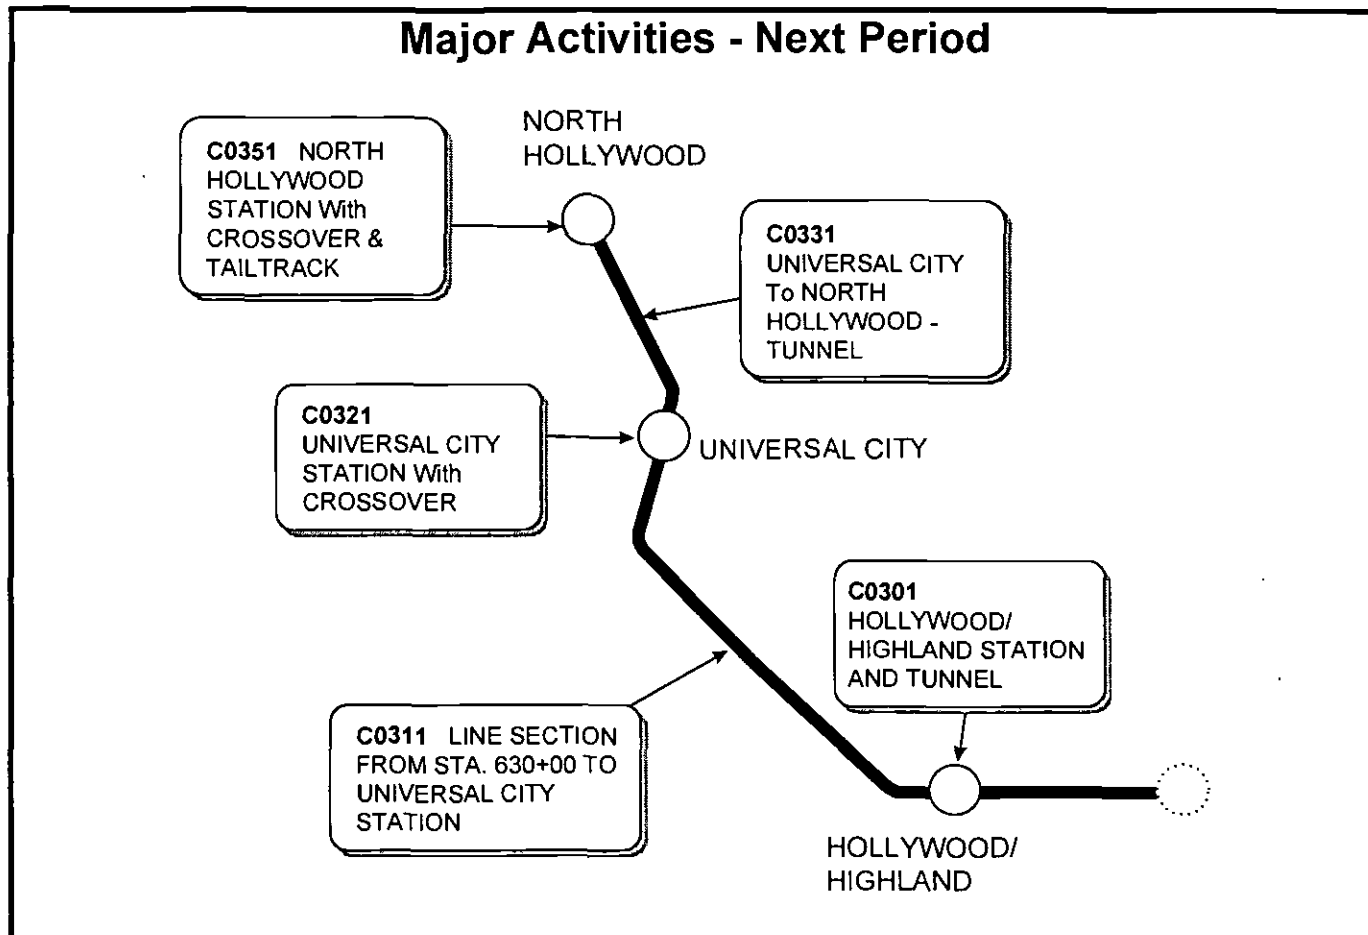 Major Activities - Next Period
NORTH
HOLLYWOOD
C0351 NORTH
HOLLYWOOD
STATION With
CROSSOVER &
TAILTRACK
C0331
UNIVERSAL CITY
To NORTH
HOLLYWOOD -
TUNNEL
C0321
UNIVERSAL CITY
STATION With
CROSSOVER
UNIVERSAL CITY
C0301
HOLLYWOOD/
HIGHLAND STATION
AND TUNNEL
C0311 LINE SECTION
FROM STA. 630+00 TO
UNIVERSAL CITY
STATION
HOLLYWOOD/
HIGHLAND